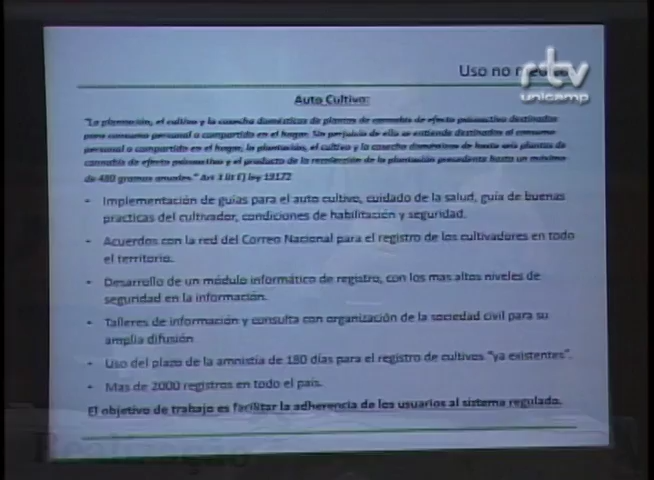 Uso no médico
rtv
unicamp
Auto Cultivo:
"La plantación, el cultivo y la cosecha domésticas de plantas de cannabis de efecto psicoactivo destinados
para consumo personal o compartido en el hogar. Sin perjuicio de ello se entiende destinados al consumo
personal o compartido en el hogar, la plantación, el cultivo y la cosecha domésticos de hasta seis plantas de
cannabis de efecto psicoactivo y el producto de la recolección de la plantación precedente hasta un máximo
de 480 gramos anuales." Art 3 lit E) ley 19172
- Implementación de guías para el auto cultivo, cuidado de la salud, guía de buenas
practicas del cultivador, condiciones de habilitación y seguridad.
- Acuerdos con la red del Correo Nacional para el registro de los cultivadores en todo
el territorio.
- Desarrollo de un módulo informático de registro, con los mas altos niveles de
seguridad en la información.
- Talleres de información y consulta con organización de la sociedad civil para su
amplia difusión
- Uso del plazo de la amnistía de 180 días para el registro de cultivos "ya existentes".
- Mas de 2000 registros en todo el país.
El objetivo de trabajo es facilitar la adherencia de los usuarios al sistema regulado.